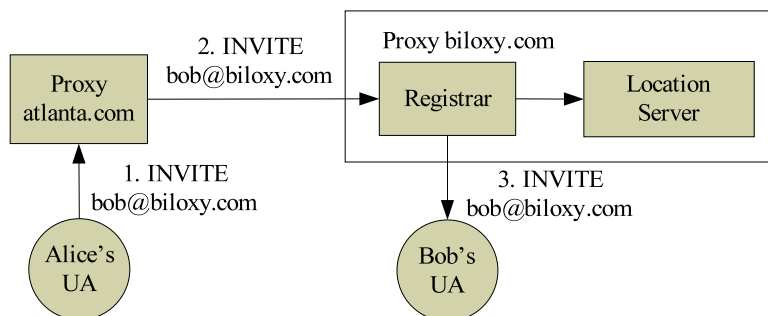 2. INVITE
bob@biloxy.com
Proxy biloxy.com
Proxy
atlanta.com
Registrar
Location
Server
1. INVITE
bob@biloxy.com
3. INVITE
bob@biloxy.com
Alice's
UA
Bob's
UA